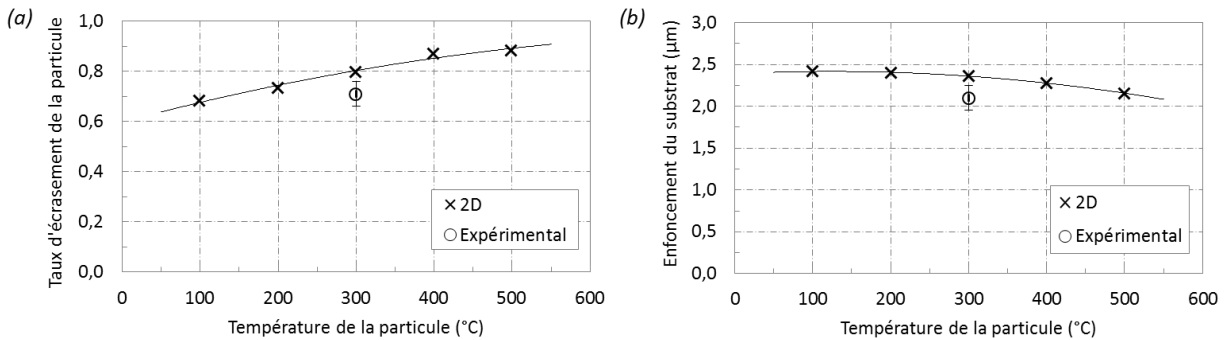 (a)
Taux d'écrasement de la particule
1,0
0,8
0,6
0,4
0,2
0,0
2D
Expérimental
0 100 200 300 400 500 600
Température de la particule (°C)
(b)
Enfoncement du substrat (µm)
3,0
2,5
2,0
1,5
1,0
0,5
0,0
2D
Expérimental
0 100 200 300 400 500 600
Température de la particule (°C)